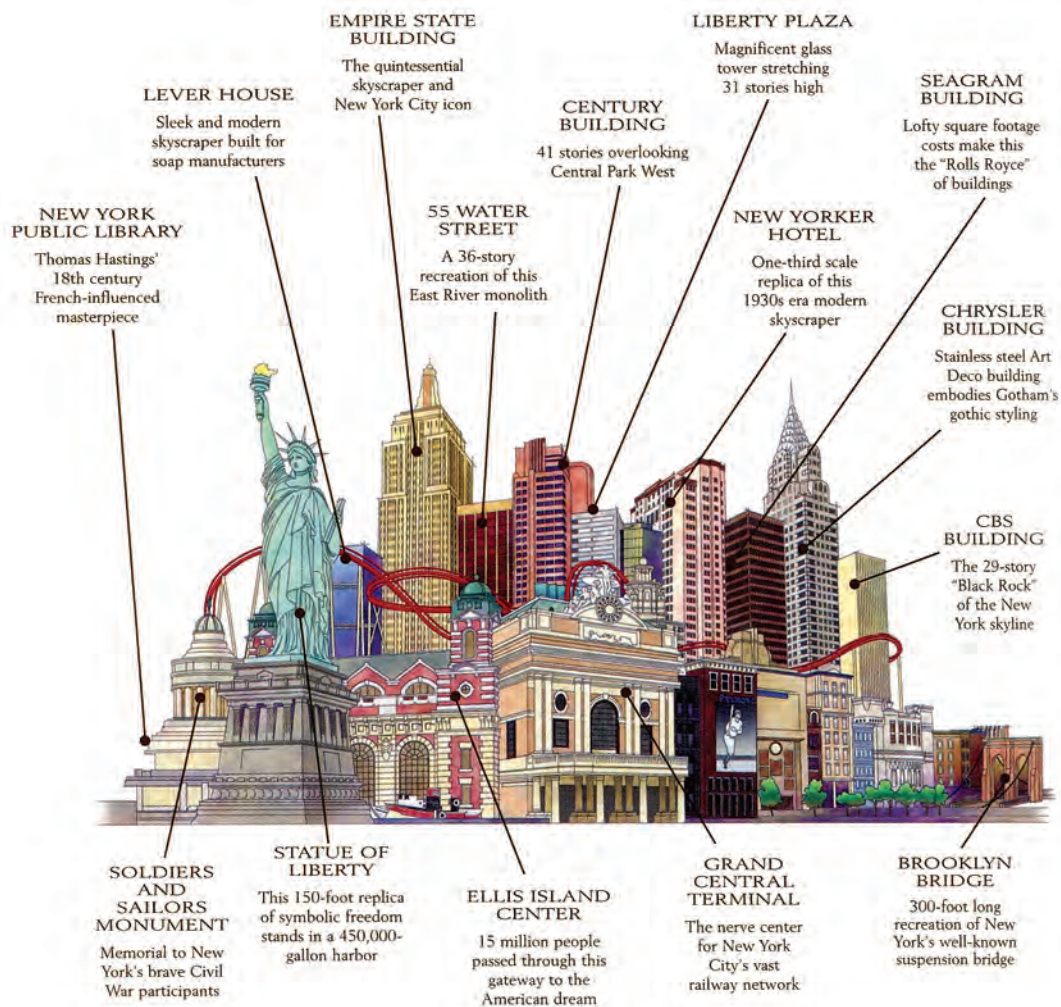 EMPIRE STATE
BUILDING
The quintessential
skyscraper and
New York City icon
LIBERTY PLAZA
Magnificent glass
tower stretching
31 stories high
LEVER HOUSE
Sleek and modern
skyscraper built for
soap manufacturers
CENTURY
BUILDING
41 stories overlooking
Central Park West
SEAGRAM
BUILDING
Lofty square footage
costs make this
the “Rolls Royce”
of buildings
NEW YORK
PUBLIC LIBRARY
Thomas Hastings'
18th century
French-influenced
masterpiece
55 WATER
STREET
A 36-story
recreation of this
East River monolith
NEW YORKER
HOTEL
One-third scale
replica of this
1930s era modern
skyscraper
CHRYSLER
BUILDING
Stainless steel Art
Deco building
embodies Gotham's
gothic styling
CBS
BUILDING
The 29-story
“Black Rock”
of the New
York skyline
SOLDIERS
AND
SAILORS
MONUMENT
Memorial to New
York's brave Civil
War participants
STATUE OF
LIBERTY
This 150-foot replica
of symbolic freedom
stands in a 450,000-
gallon harbor
ELLIS ISLAND
CENTER
15 million people
passed through this
gateway to the
American dream
GRAND
CENTRAL
TERMINAL
The nerve center
for New York
City's vast
railway network
BROOKLYN
BRIDGE
300-foot long
recreation of New
York's well-known
suspension bridge